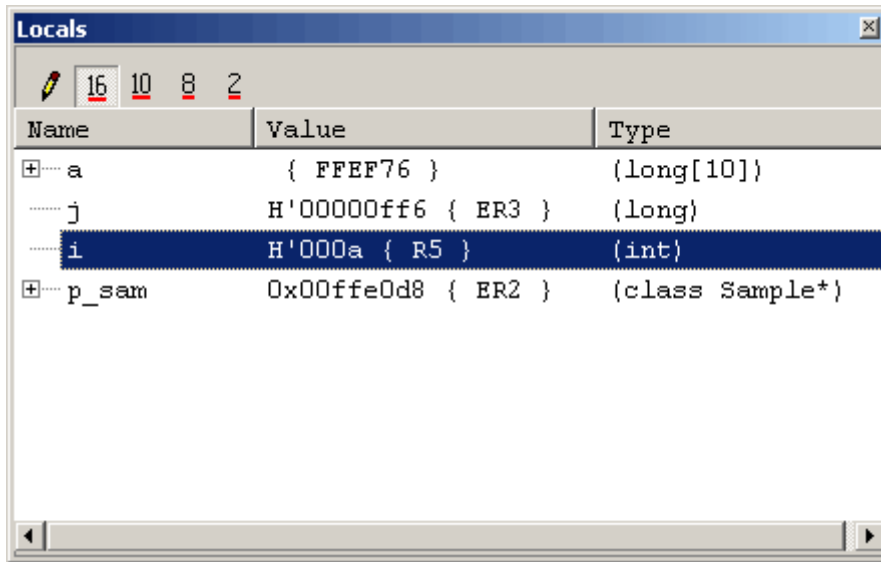 Locals
16 10 8 2
Name Value Type
a { FFEF76 } (long[10])
j H'00000ff6 { ER3 } (long)
i H'000a { R5 } (int)
p_sam 0x00ffe0d8 { ER2 } (class Sample*)